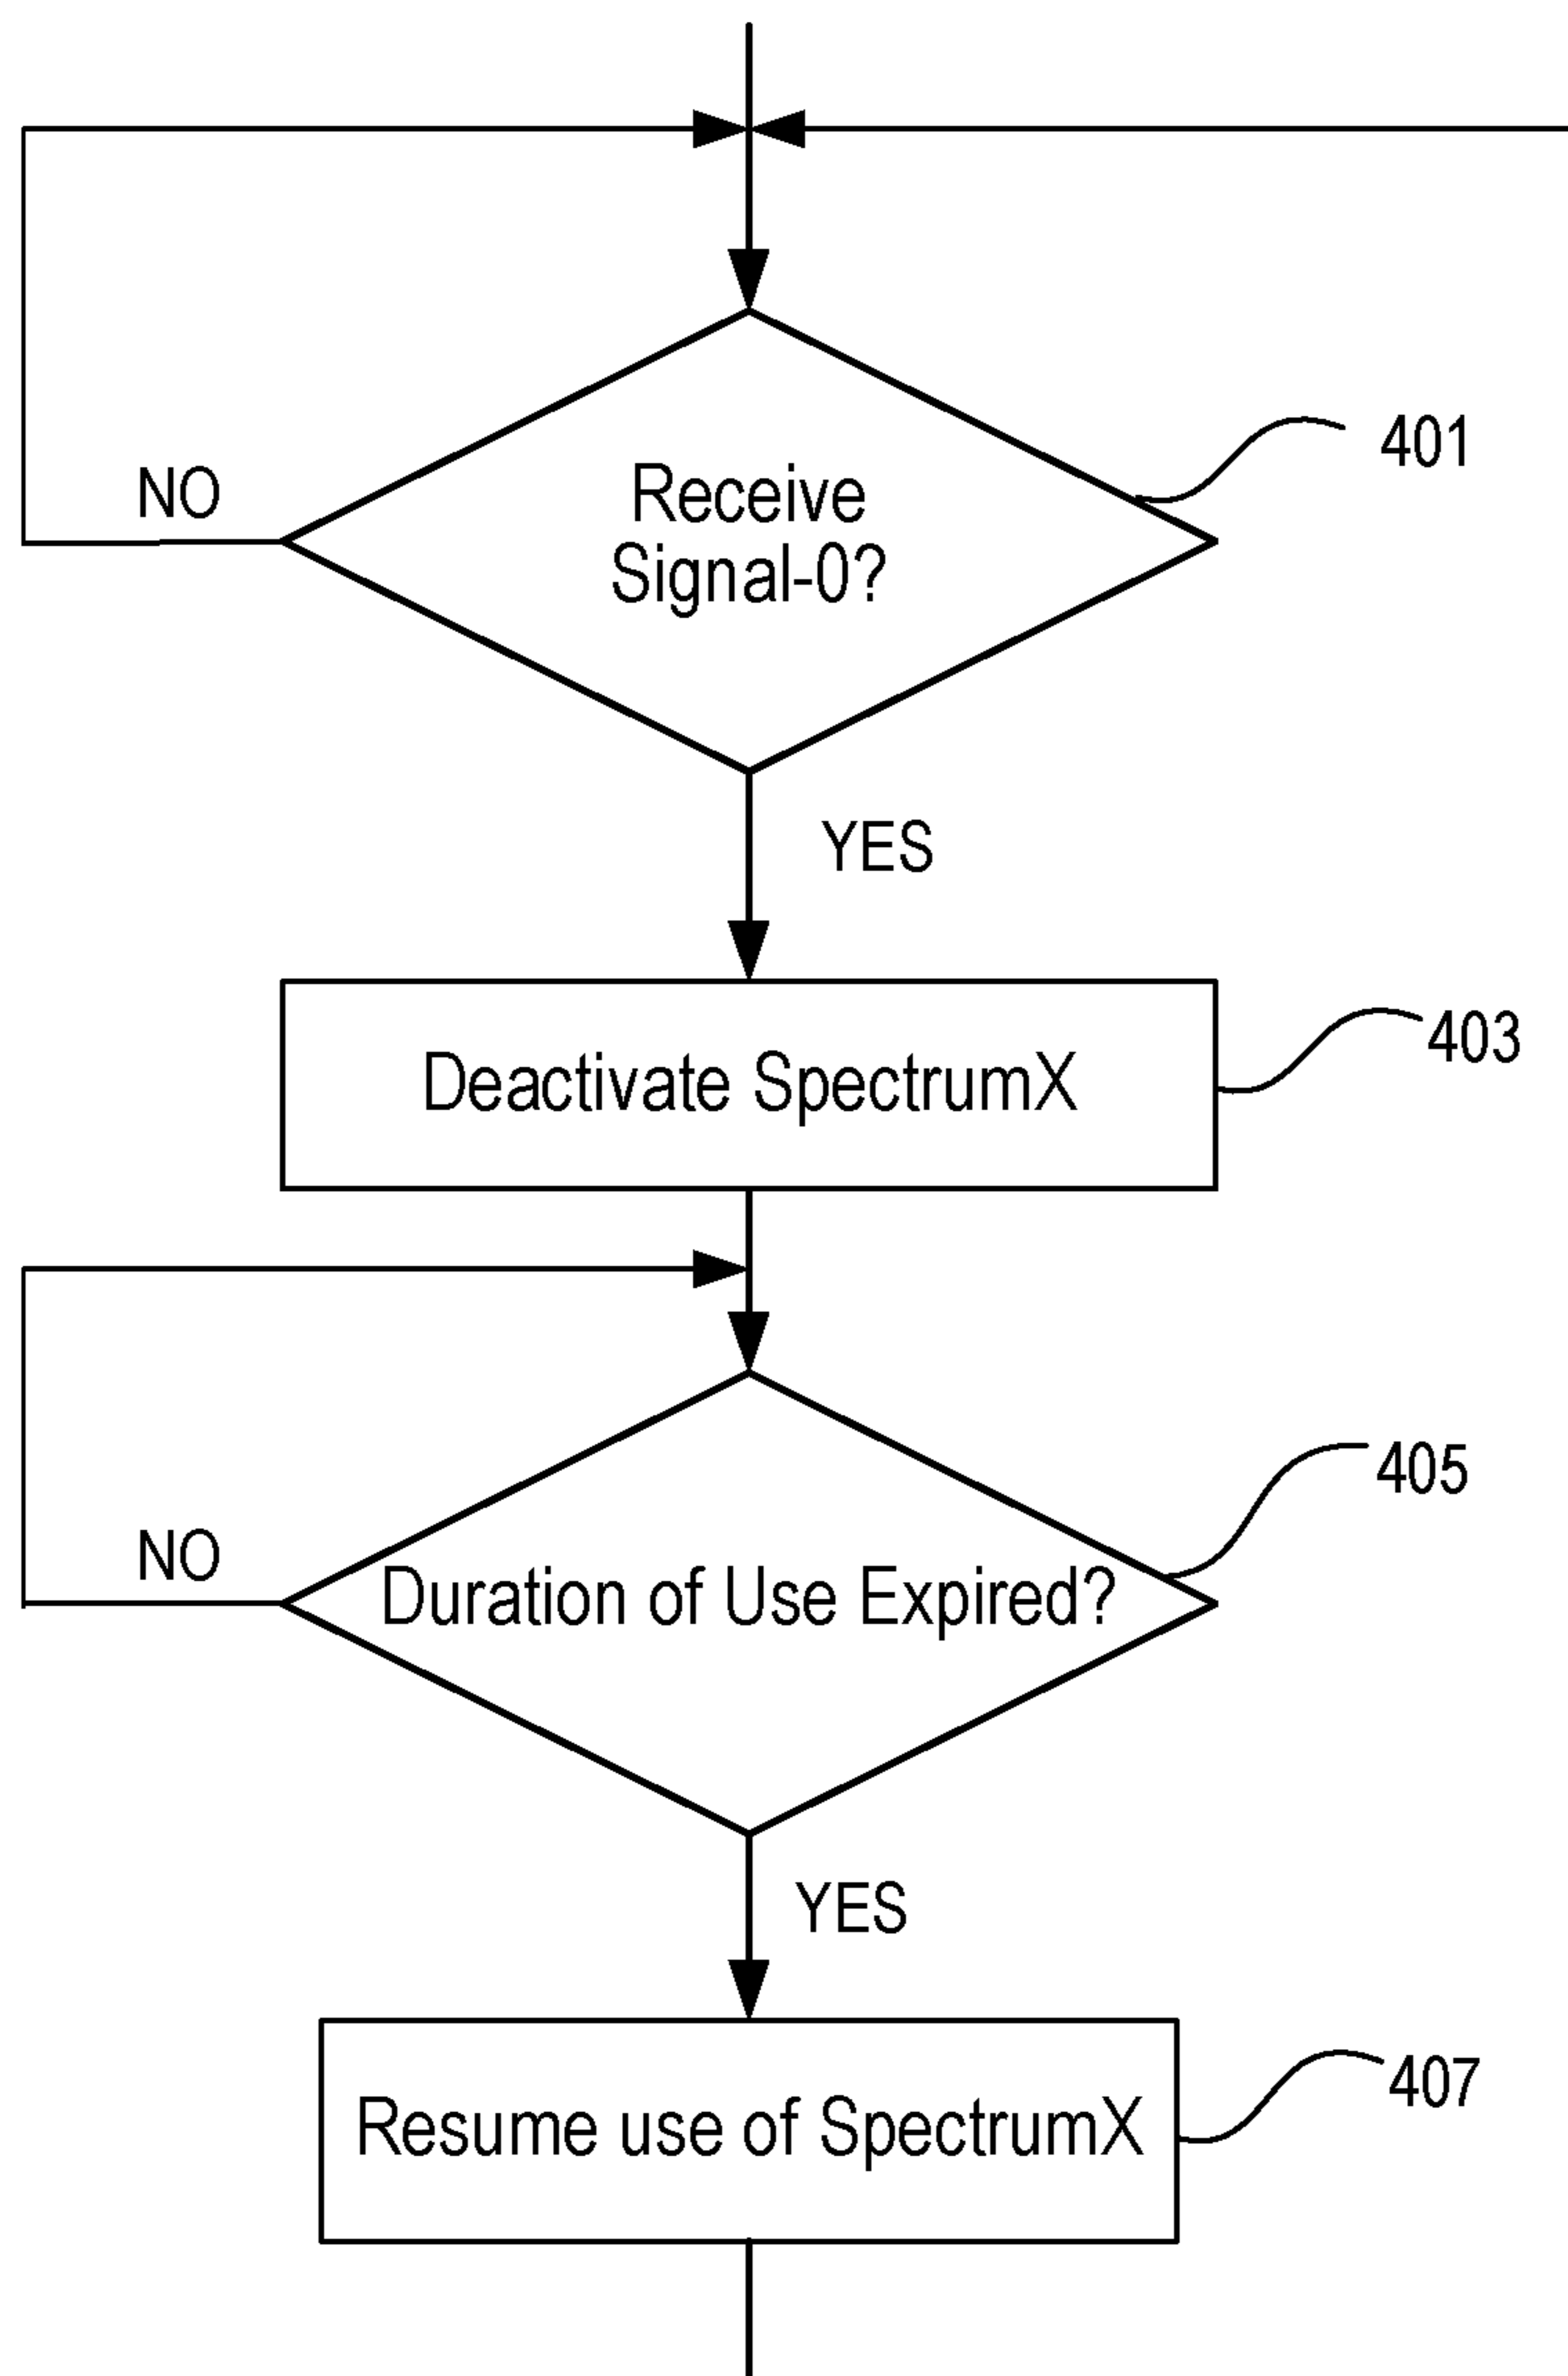 401
NO
Receive
Signal-0?
YES
403
Deactivate SpectrumX
405
NO
Duration of Use Expired?
YES
407
Resume use of SpectrumX